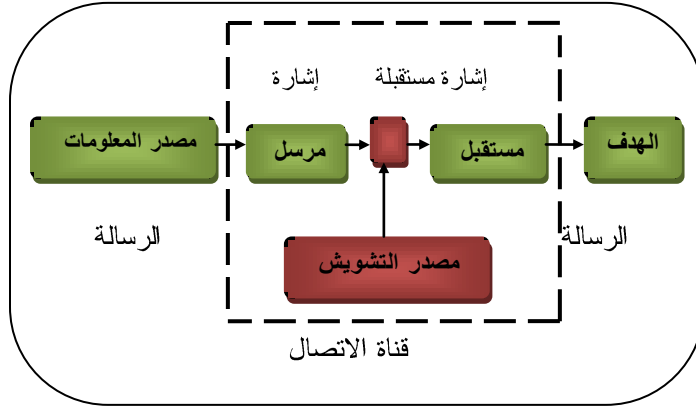 إشارة
إشارة مستقبلة
مصدر المعلومات
مرسل
مستقبل
الهدف
الرسالة
الرسالة
مصدر التشويش
قناة الاتصال